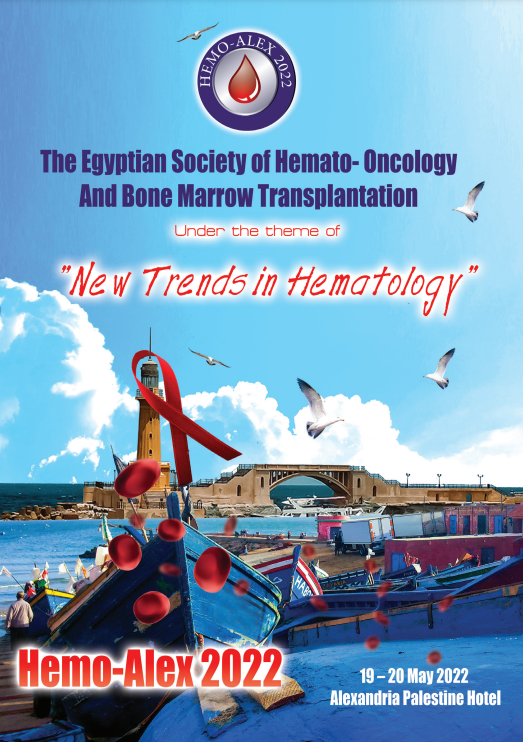 HEMO-ALEX 2022
The Egyptian Society of Hemato- Oncology
And Bone Marrow Transplantation
Under the theme of
"New Trends in Hematology"
Hemo-Alex 2022
19 – 20 May 2022
Alexandria Palestine Hotel